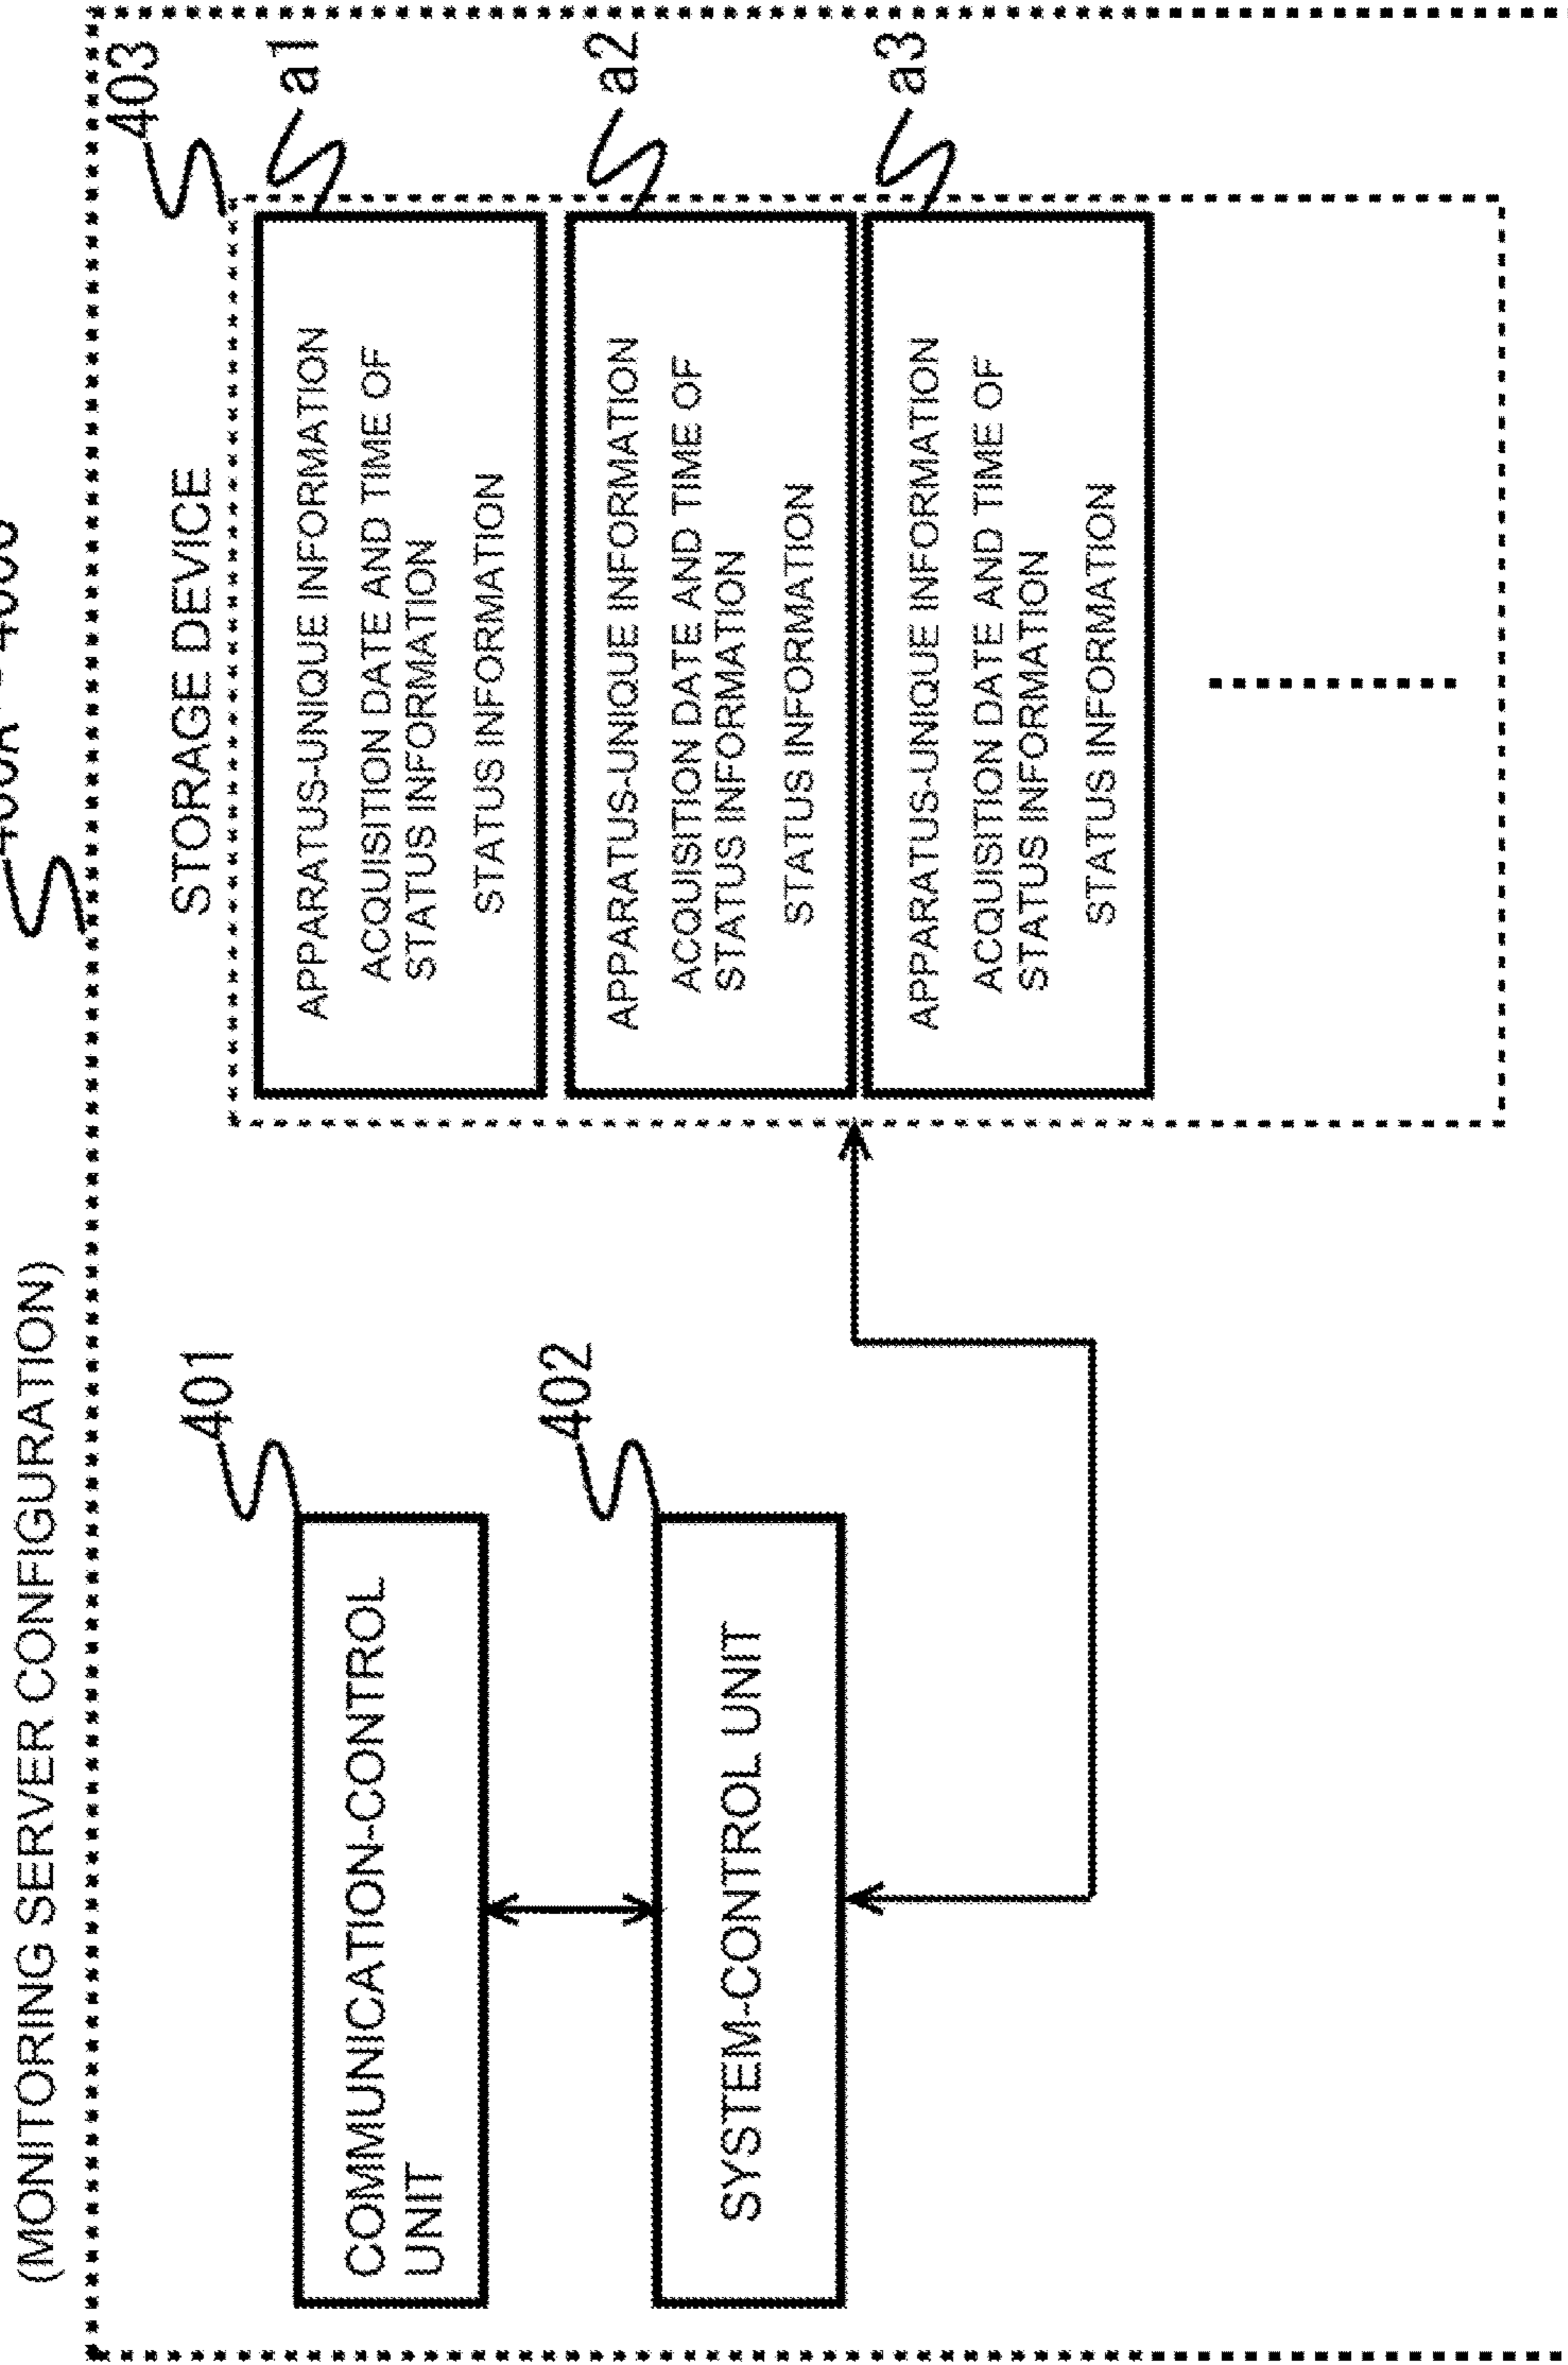 (MONITORING SERVER CONFIGURATION)
403
STORAGE DEVICE
401
COMMUNICATION-CONTROL
UNIT
402
SYSTEM-CONTROL UNIT
a1
APPARATUS-UNIQUE INFORMATION
ACQUISITION DATE AND TIME OF
STATUS INFORMATION
STATUS INFORMATION
a2
APPARATUS-UNIQUE INFORMATION
ACQUISITION DATE AND TIME OF
STATUS INFORMATION
STATUS INFORMATION
a3
APPARATUS-UNIQUE INFORMATION
ACQUISITION DATE AND TIME OF
STATUS INFORMATION
STATUS INFORMATION